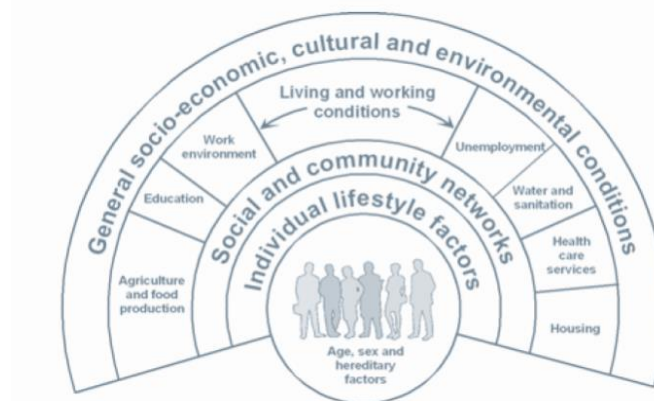 General socio-economic, cultural and environmental conditions
Living and working
conditions
Work
environment
Unemployment
Education
Water and
sanitation
Agriculture
and food
production
Health
care
services
Housing
Social and community networks
Individual lifestyle factors
Age, sex and
hereditary
factors